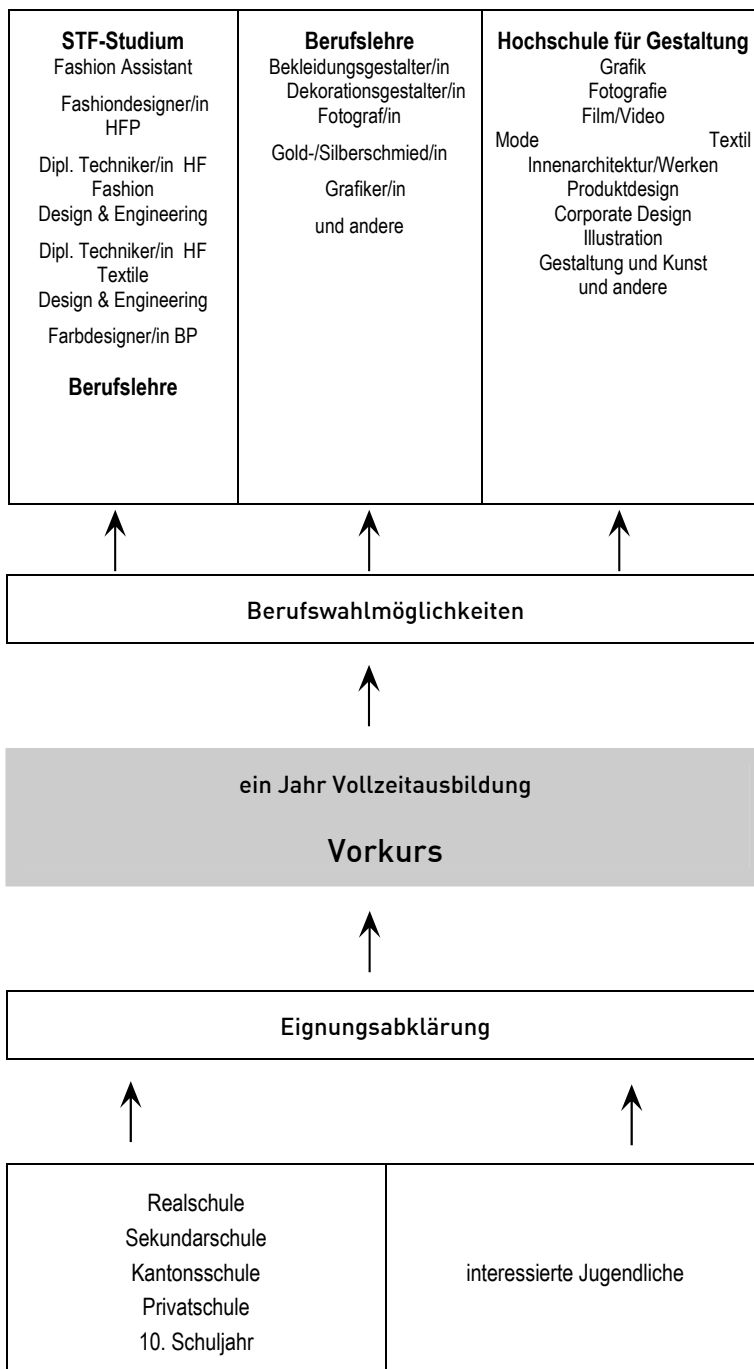 STF-Studium
Fashion Assistant
Fashiondesigner/in
HFP
Dipl. Techniker/in HF
Fashion
Design & Engineering
Dipl. Techniker/in HF
Textile
Design & Engineering
Farbdesigner/in BP
Berufslehre
Berufslehre
Bekleidungsgestalter/in
Dekorationsgestalter/in
Fotograf/in
Gold-/Silberschmied/in
Grafiker/in
und andere
Hochschule für Gestaltung
Grafik
Fotografie
Film/Video
Mode Textil
Innenarchitektur/Werken
Produktdesign
Corporate Design
Illustration
Gestaltung und Kunst
und andere
Berufswahlmöglichkeiten
ein Jahr Vollzeitausbildung
Vorkurs
Eignungsabklärung
Realschule
Sekundarschule
Kantonsschule
Privatschule
10. Schuljahr
interessierte Jugendliche